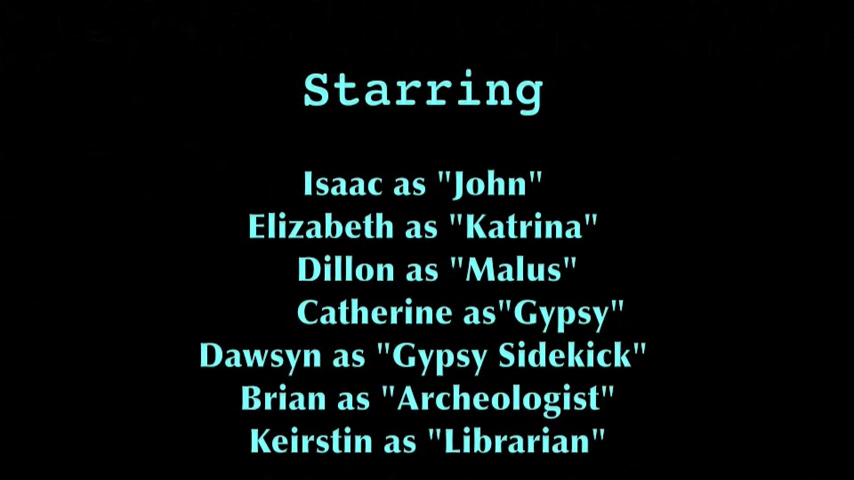 Starring
Isaac as "John"
Elizabeth as "Katrina"
Dillon as "Malus"
Catherine as"Gypsy"
Dawsyn as "Gypsy Sidekick"
Brian as "Archeologist"
Keirstin as "Librarian"